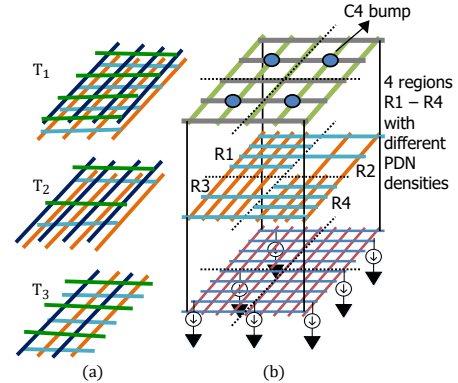 C4 bump
T1
4 regions
R1 – R4
with
different
PDN
densities
R1
R2
R3
R4
T2
T3
(a)
(b)